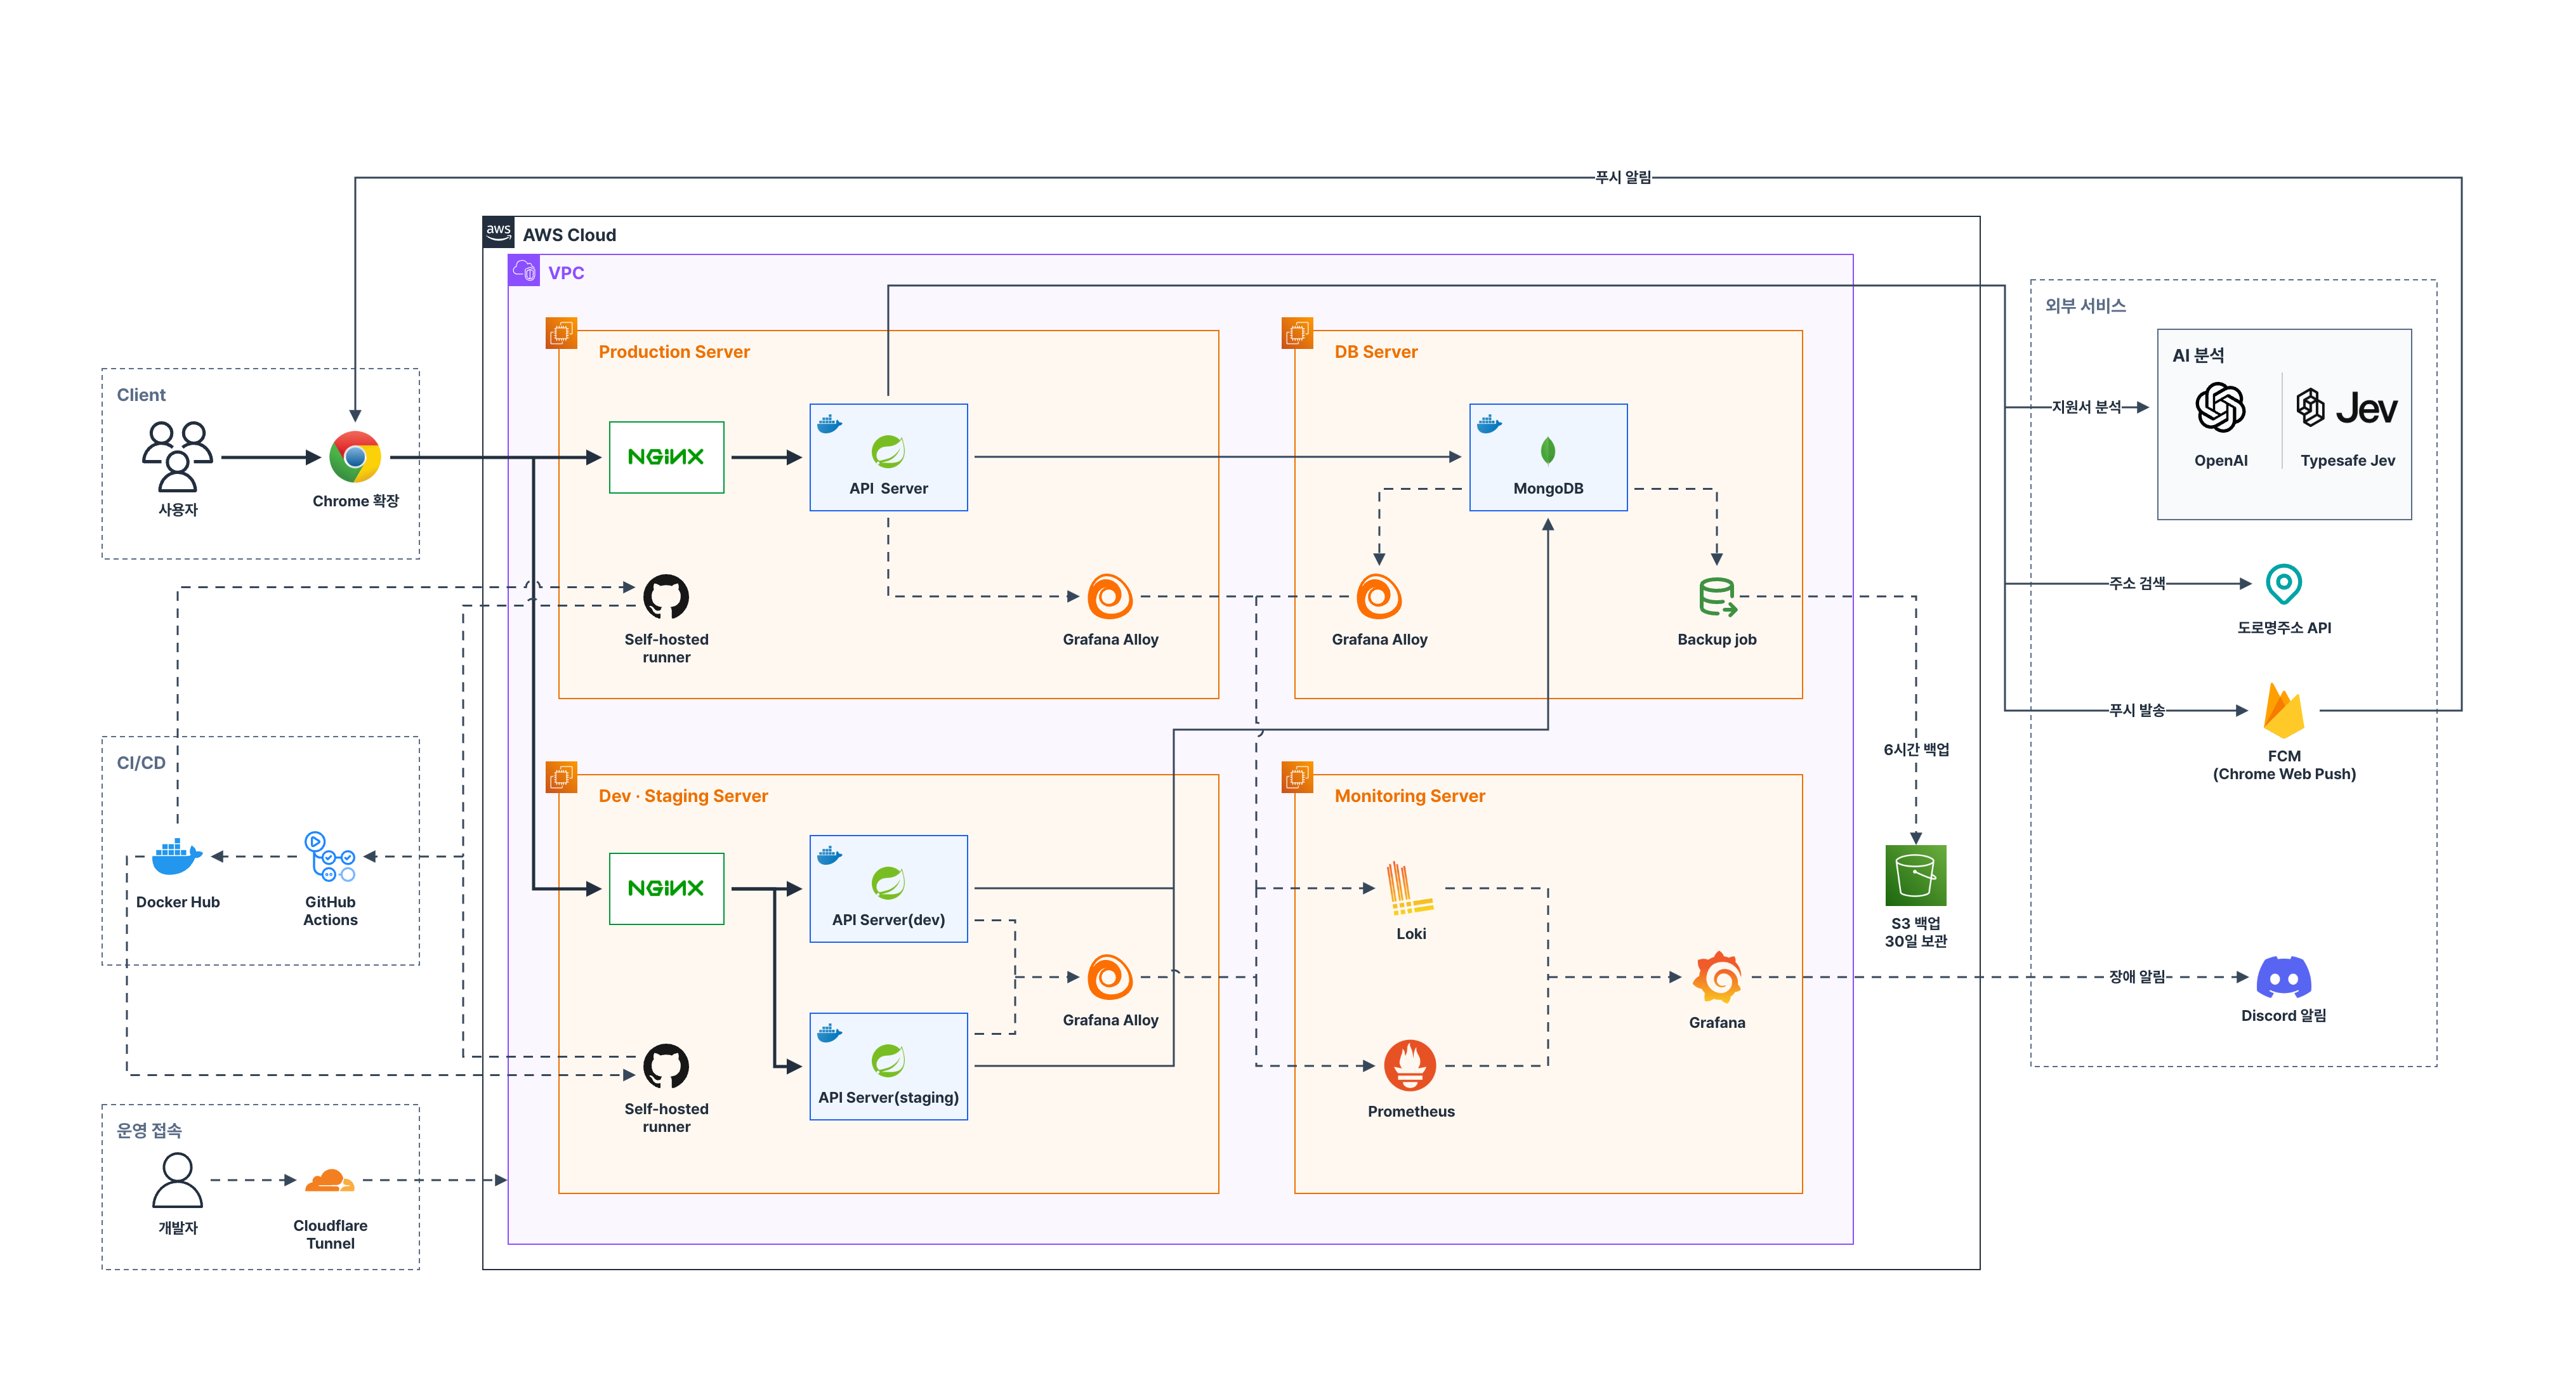 푸시 알림
aws
AWS Cloud
VPC
Client
사용자
Chrome 확장
Production Server
NGiNX
API Server
Self-hosted
runner
Grafana Alloy
DB Server
MongoDB
Grafana Alloy
Backup job
외부 서비스
AI 분석
OpenAI
Jev
Typesafe Jev
지원서 분석
주소 검색
도로명주소 API
푸시 발송
FCM
(Chrome Web Push)
6시간 백업
S3 백업
30일 보관
CI/CD
Docker Hub
GitHub
Actions
Dev · Staging Server
NGiNX
API Server(dev)
API Server(staging)
Grafana Alloy
Self-hosted
runner
Monitoring Server
Loki
Prometheus
Grafana
장애 알림
Discord 알림
운영 접속
개발자
Cloudflare
Tunnel